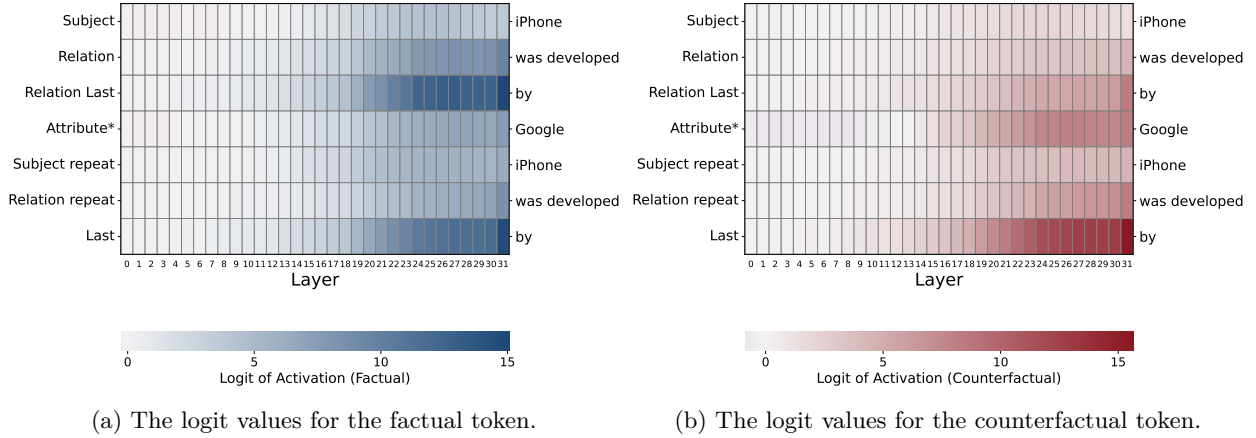 Subject
Relation
Relation Last
Attribute*
Subject repeat
Relation repeat
Last
iPhone
was developed
by
Google
iPhone
was developed
by
0 1 2 3 4 5 6 7 8 9 10 11 12 13 14 15 16 17 18 19 20 21 22 23 24 25 26 27 28 29 30 31
Layer
0 5 10 15
Logit of Activation (Factual)
(a) The logit values for the factual token.
Subject
Relation
Relation Last
Attribute*
Subject repeat
Relation repeat
Last
iPhone
was developed
by
Google
iPhone
was developed
by
0 1 2 3 4 5 6 7 8 9 10 11 12 13 14 15 16 17 18 19 20 21 22 23 24 25 26 27 28 29 30 31
Layer
0 5 10 15
Logit of Activation (Counterfactual)
(b) The logit values for the counterfactual token.